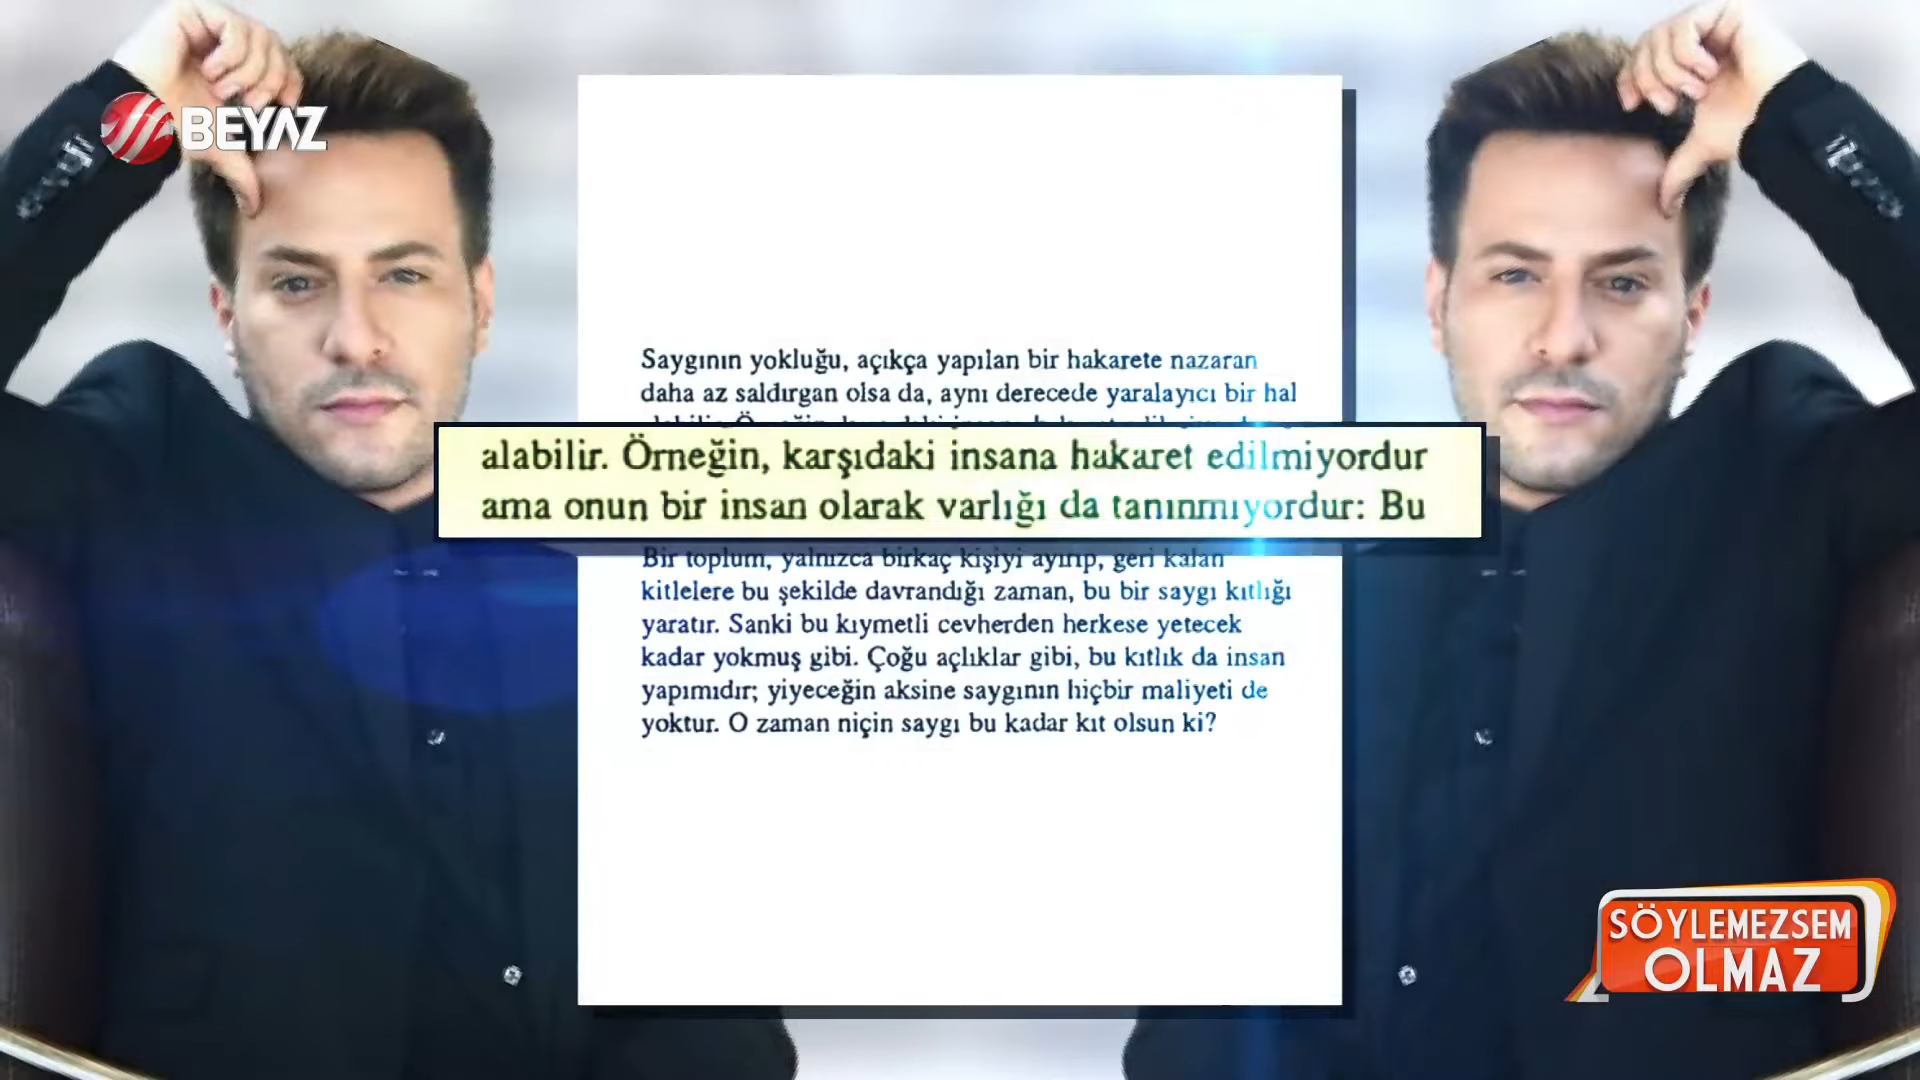 BEYAZ
Saygının yokluğu, açıkça yapılan bir hakarete nazaran
daha az saldırgan olsa da, aynı derecede yaralayıcı bir hal
alabilir. Örneğin, karşıdaki insana hakaret edilmiyordur
ama onun bir insan olarak varlığı da tanınmıyordur: Bu
Bir toplum, yalnızca birkaç kişiyi ayırıp, geri kalan
kitlelere bu şekilde davrandığı zaman, bu bir saygı kıtlığı
yaratır. Sanki bu kıymetli cevherden herkese yetecek
kadar yokmuş gibi. Çoğu açlıklar gibi, bu kıtlık da insan
yapımıdır; yiyeceğin aksine saygının hiçbir maliyeti de
yoktur. O zaman niçin saygı bu kadar kıt olsun ki?
SÖYLEMEZSEM
OLMAZ